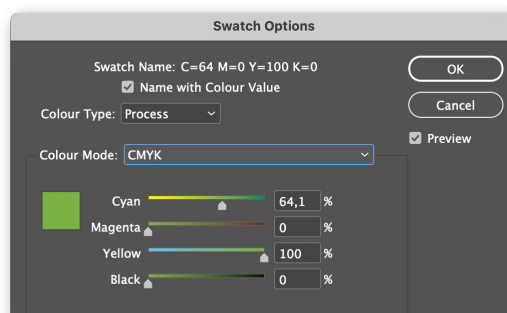 Swatch Options
Swatch Name: C=64 M=0 Y=100 K=0
Name with Colour Value
Colour Type: Process
Colour Mode: CMYK
Cyan 64,1 %
Magenta 0 %
Yellow 100 %
Black 0 %
OK
Cancel
Preview